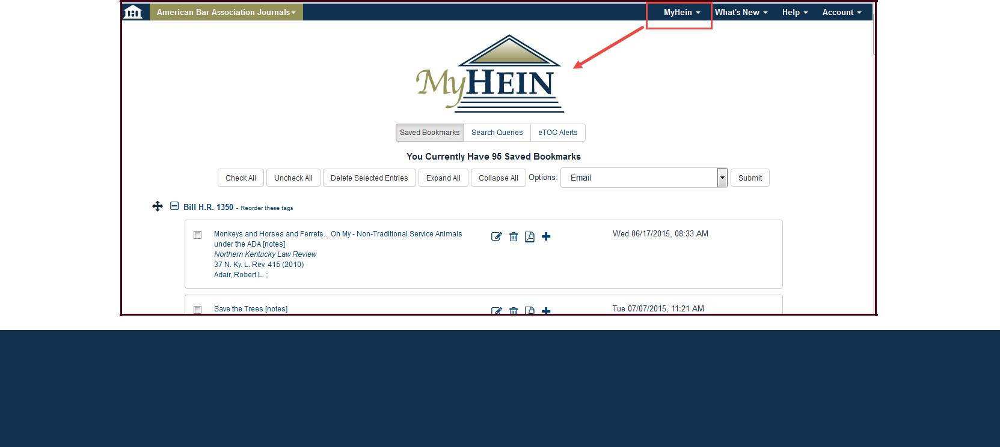 American Bar Association Journals
MyHein
What's New
Help
Account
MyHEIN
Saved Bookmarks
Search Queries
eTOC Alerts
You Currently Have 95 Saved Bookmarks
Check All
Uncheck All
Delete Selected Entries
Expand All
Collapse All
Options:
Email
Submit
Bill H.R. 1350 - Reorder these tags
Monkeys and Horses and Ferrets... Oh My - Non-Traditional Service Animals
under the ADA [notes]
Northern Kentucky Law Review
37 N. Ky. L. Rev. 415 (2010)
Adair, Robert L. ;
Wed 06/17/2015, 08:33 AM
Save the Trees [notes]
Tue 07/07/2015, 11:21 AM